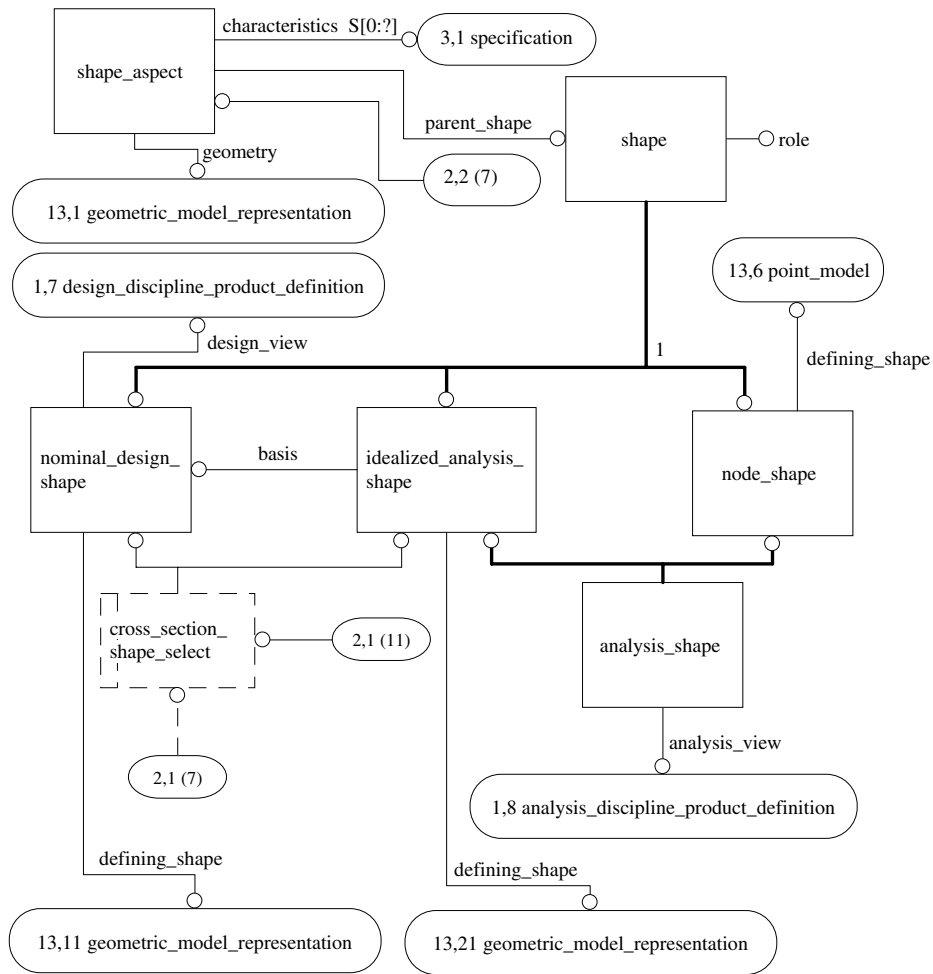 characteristics S[0:?]
3,1 specification
shape_aspect
parent_shape
shape
role
geometry
2,2 (7)
13,1 geometric_model_representation
1,7 design_discipline_product_definition
13,6 point_model
design_view
1
defining_shape
nominal_design_
shape
basis
idealized_analysis_
shape
node_shape
cross_section_
shape_select
2,1 (11)
analysis_shape
analysis_view
2,1 (7)
1,8 analysis_discipline_product_definition
defining_shape
defining_shape
13,11 geometric_model_representation
13,21 geometric_model_representation